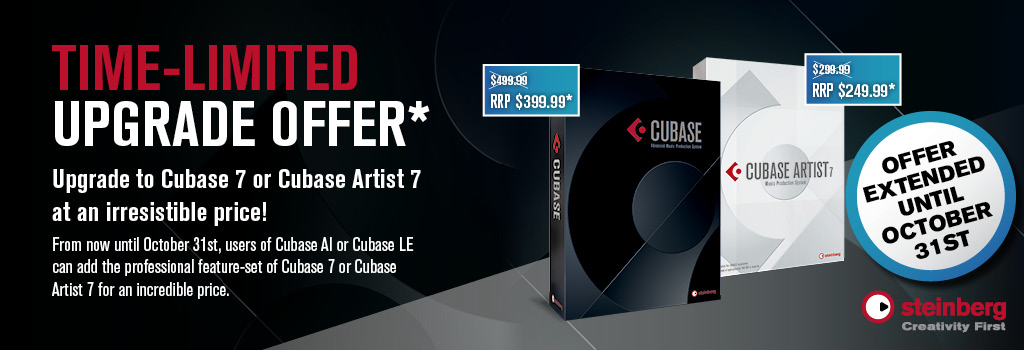 TIME-LIMITED
UPGRADE OFFER*
Upgrade to Cubase 7 or Cubase Artist 7
at an irresistible price!
From now until October 31st, users of Cubase AI or Cubase LE
can add the professional feature-set of Cubase 7 or Cubase
Artist 7 for an incredible price.
$499.99
RRP $399.99*
CUBASE
CUBASE
Advanced Music Production System
steinberg
$299.99
RRP $249.99*
CUBASE ARTIST 7
Music Production System
steinberg
OFFER
EXTENDED
UNTIL
OCTOBER
31ST
steinberg
Creativity First